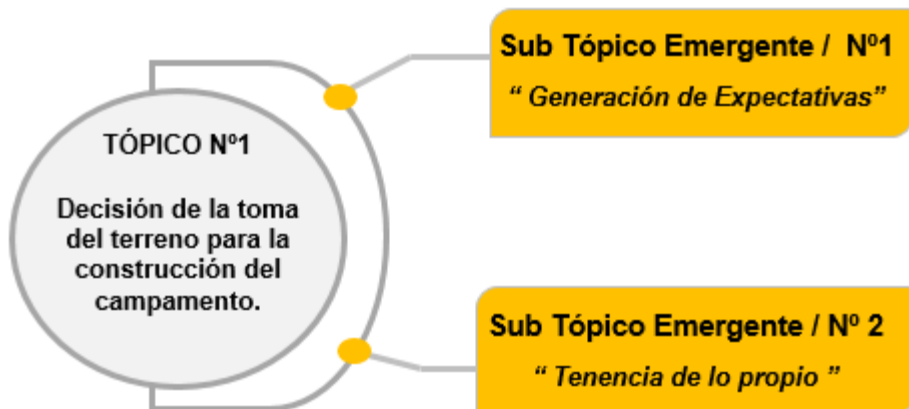 TÓPICO Nº1
Decisión de la toma
del terreno para la
construcción del
campamento.
Sub Tópico Emergente / Nº1
“ Generación de Expectativas”
Sub Tópico Emergente / Nº 2
“ Tenencia de lo propio ”